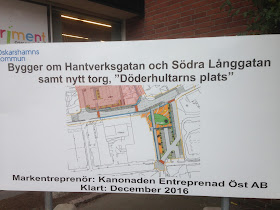 riment
Oskarshamns
kommun
Bygger om Hantverksgatan och Södra Långgatan
samt nytt torg, "Döderhultarns plats"
Markentreprenör: Kanonaden Entreprenad Öst AB
Klart: December 2016